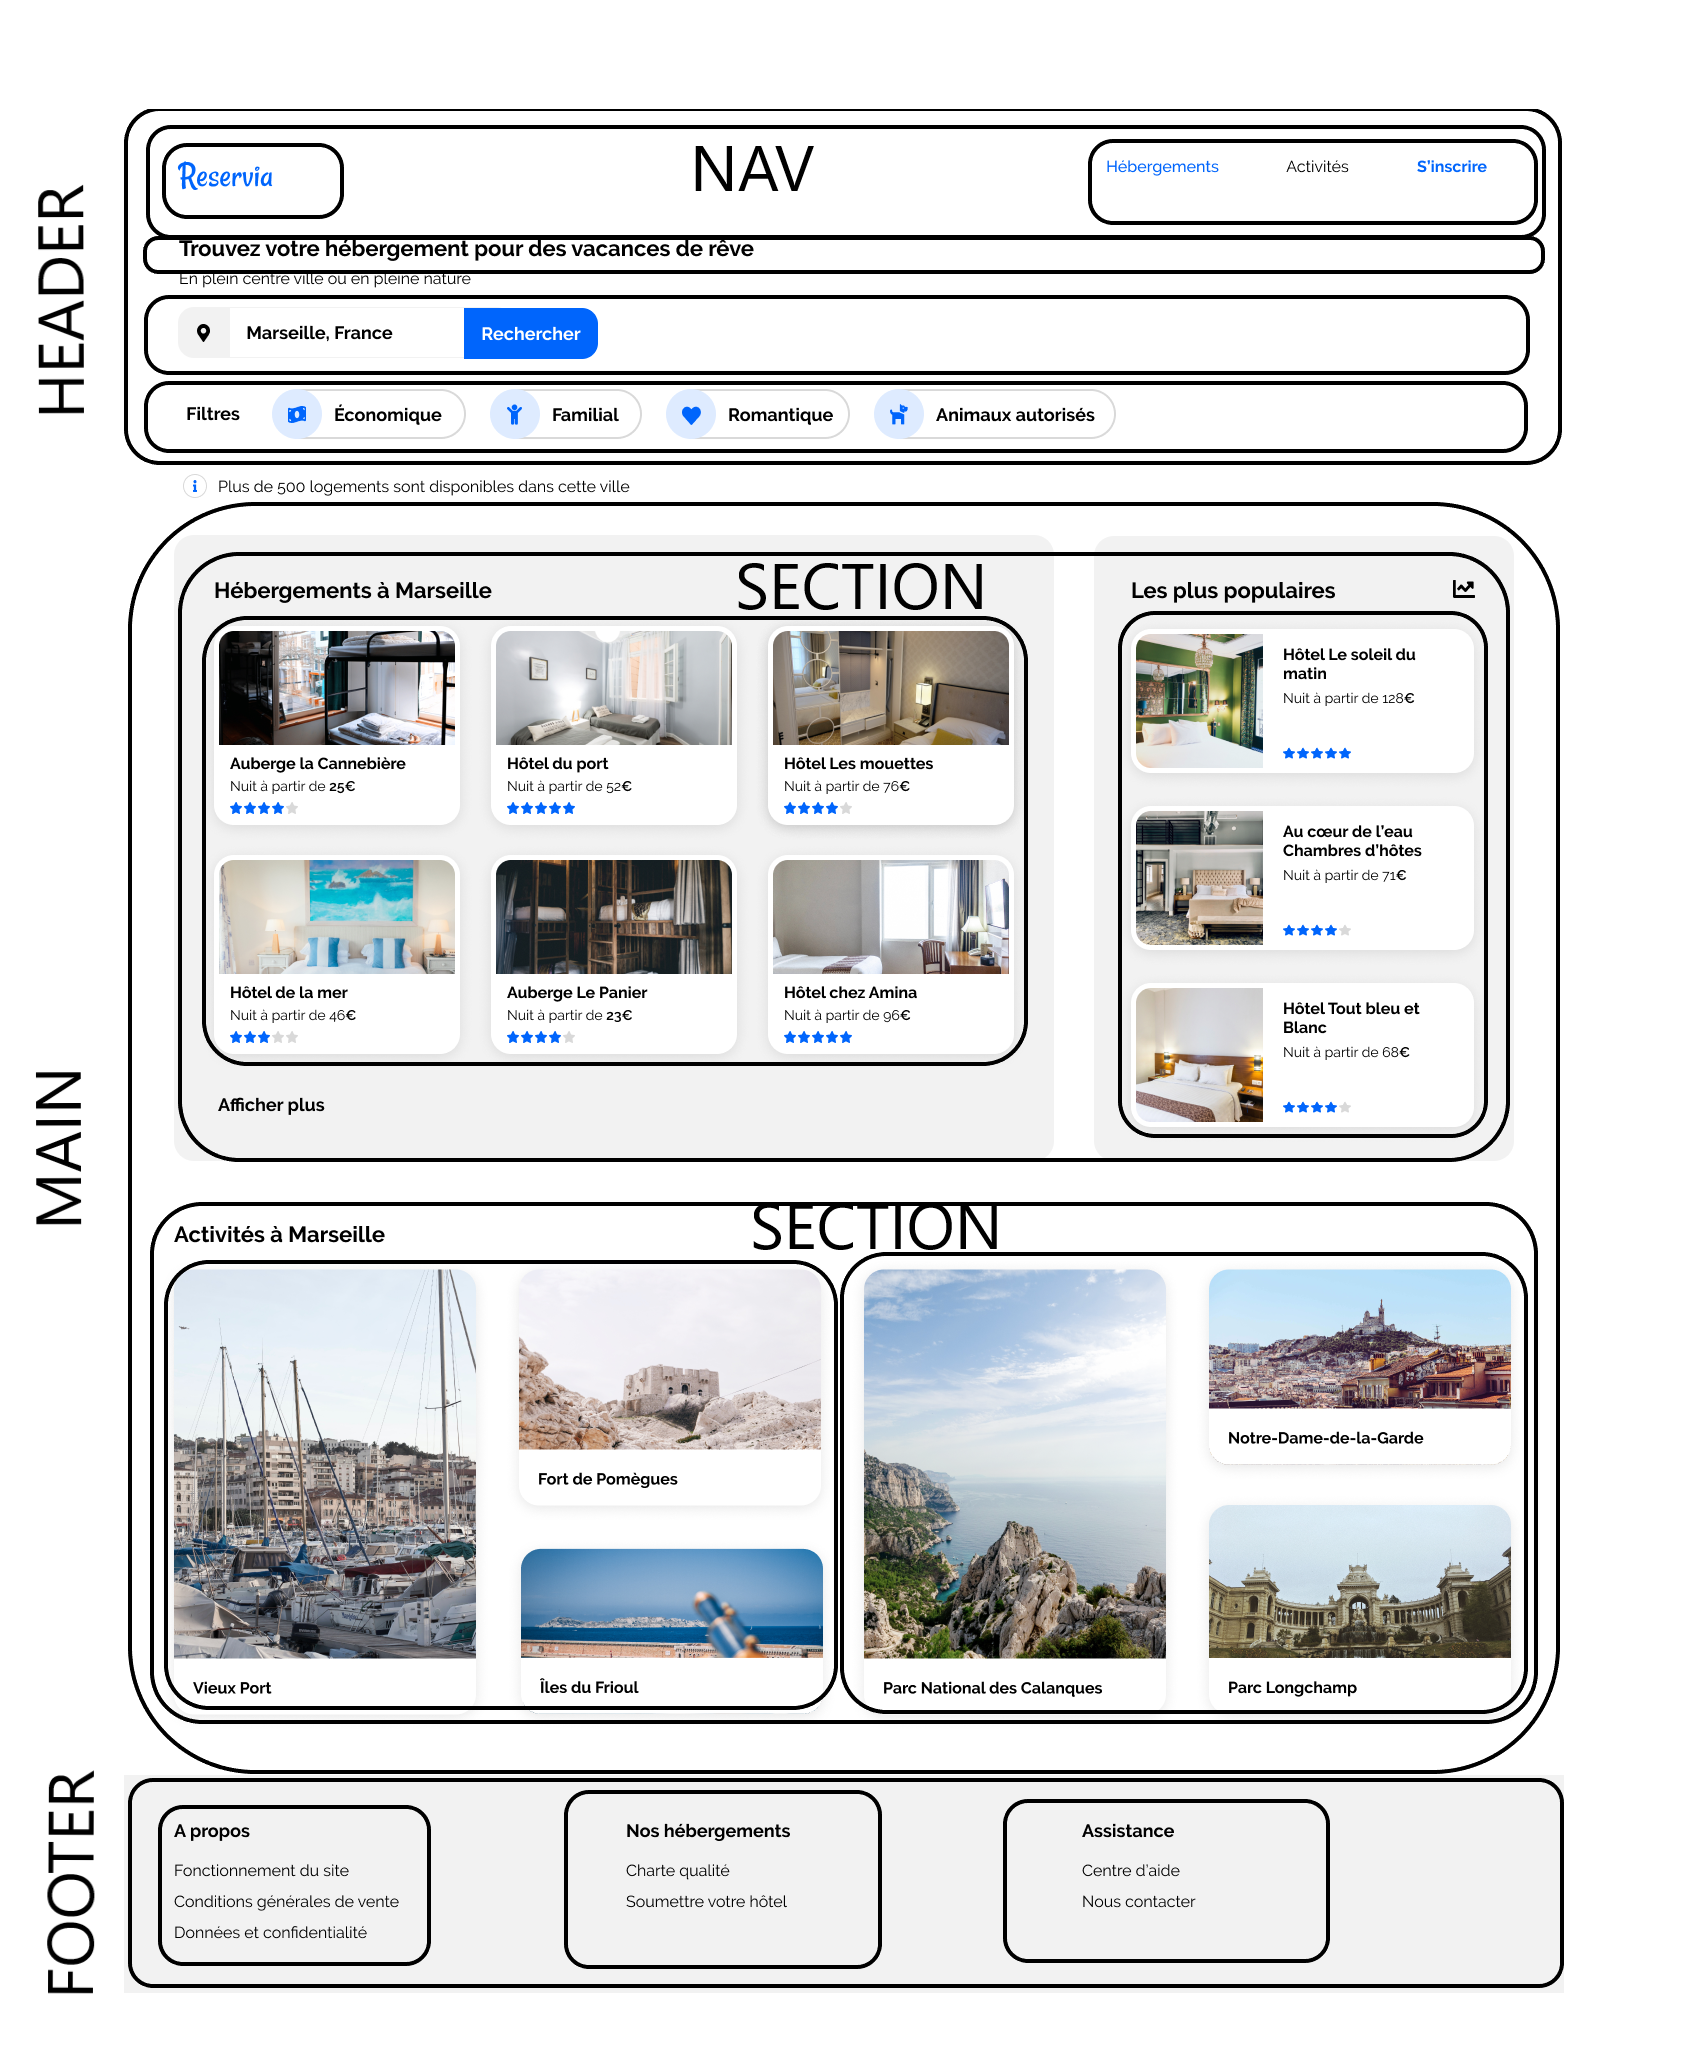 HEADER
NAV
Reservia
Hébergements
Activités
S'inscrire
Trouvez votre hébergement pour des vacances de rêve
En plein centre ville ou en pleine nature
Marseille, France
Rechercher
Filtres
Économique
Familial
Romantique
Animaux autorisés
Plus de 500 logements sont disponibles dans cette ville
MAIN
SECTION
Hébergements à Marseille
Auberge la Cannebière
Nuit à partir de 25€
Hôtel du port
Nuit à partir de 52€
Hôtel Les mouettes
Nuit à partir de 76€
Hôtel de la mer
Nuit à partir de 46€
Auberge Le Panier
Nuit à partir de 23€
Hôtel chez Amina
Nuit à partir de 96€
Afficher plus
Les plus populaires
Hôtel Le soleil du
matin
Nuit à partir de 128€
Au cœur de l'eau
Chambres d'hôtes
Nuit à partir de 71€
Hôtel Tout bleu et
Blanc
Nuit à partir de 68€
SECTION
Activités à Marseille
Vieux Port
Fort de Pomègues
Îles du Frioul
Parc National des Calanques
Notre-Dame-de-la-Garde
Parc Longchamp
FOOTER
A propos
Fonctionnement du site
Conditions générales de vente
Données et confidentialité
Nos hébergements
Charte qualité
Soumettre votre hôtel
Assistance
Centre d'aide
Nous contacter